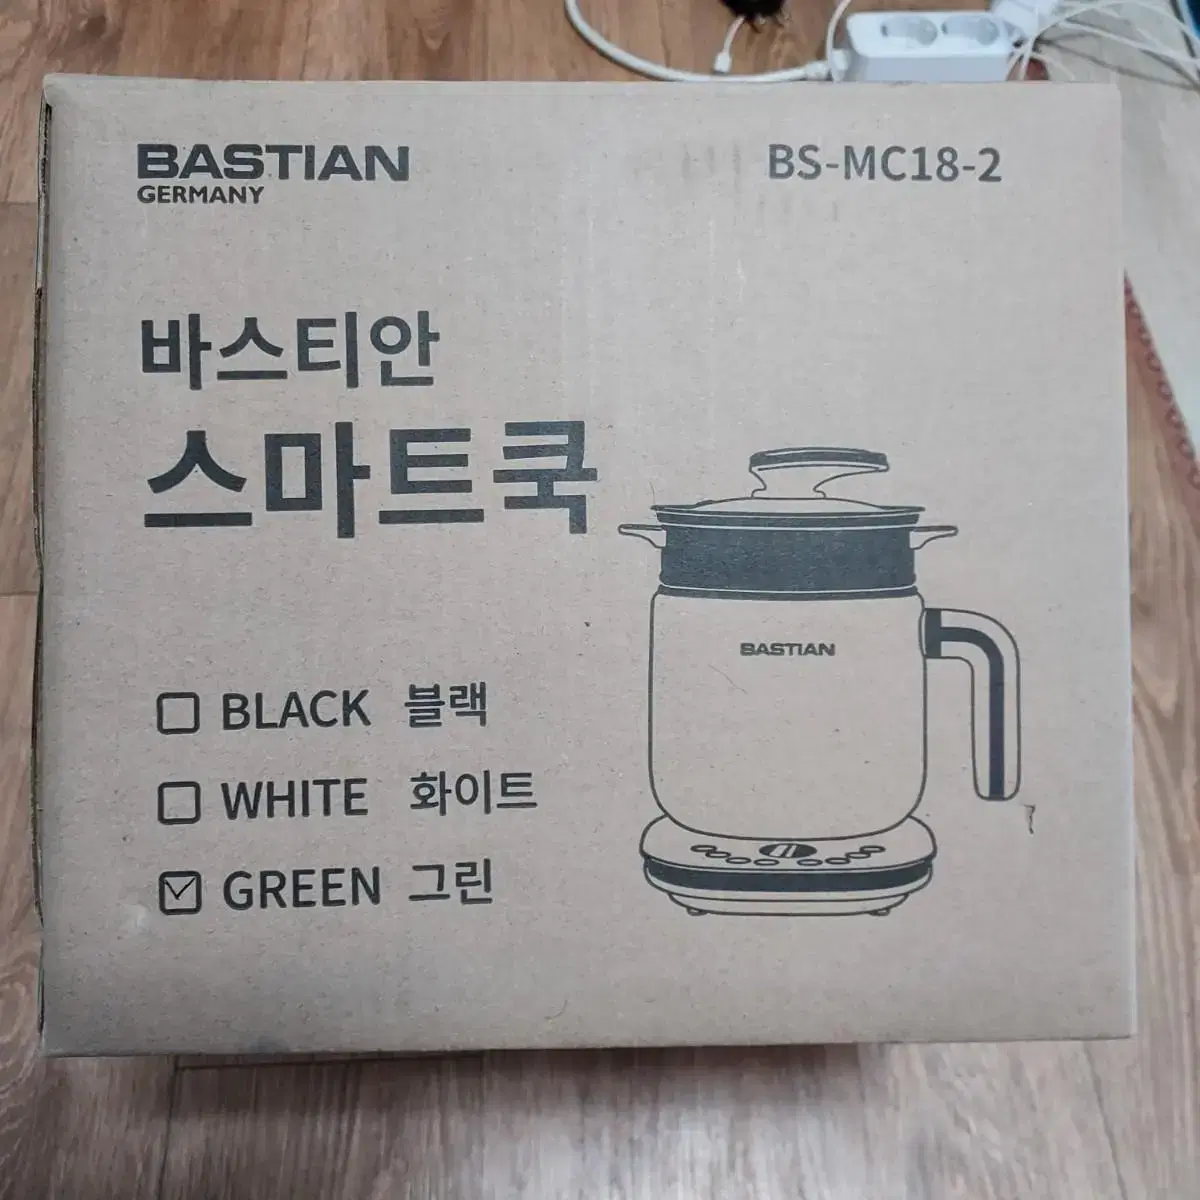 BASTIAN
GERMANY
BS-MC18-2
바스티안
스마트쿡
BASTIAN
BLACK 블랙
WHITE 화이트
GREEN 그린